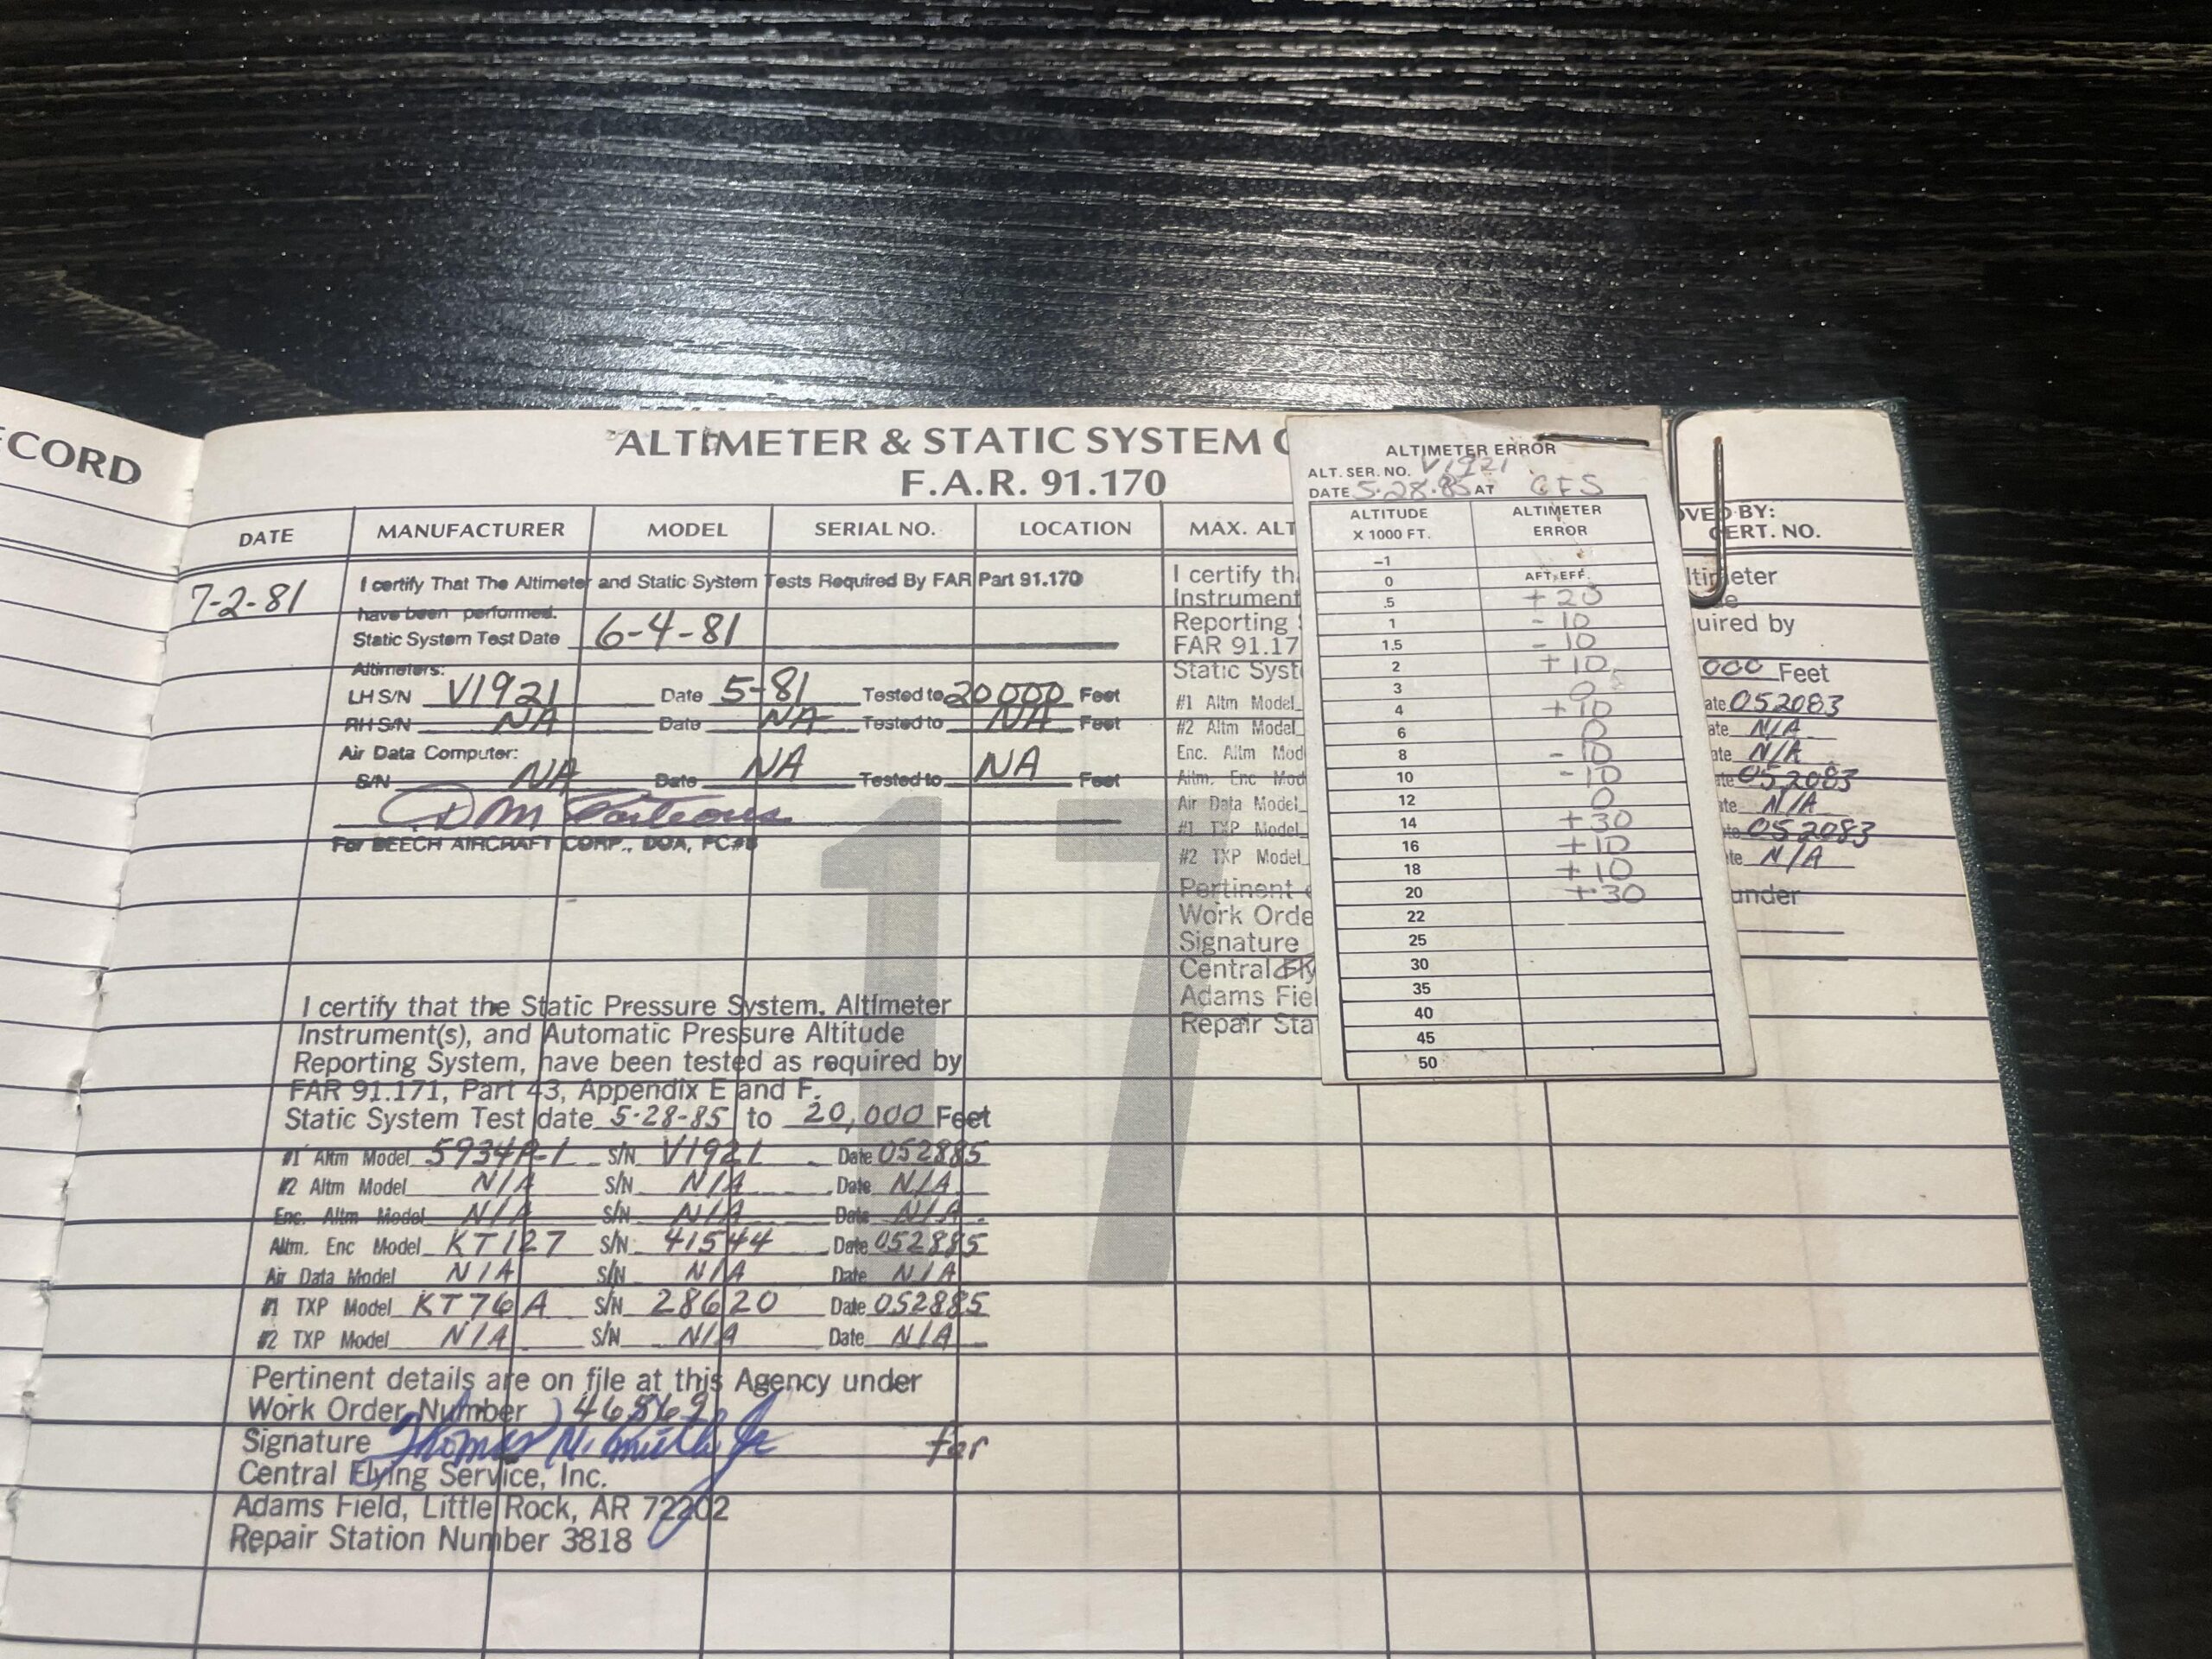 ECORD
ALTIMETER & STATIC SYSTEM C
F.A.R. 91.170
DATE MANUFACTURER MODEL SERIAL NO. LOCATION MAX. ALT OVED BY:
CERT. NO.
7-2-81
I certify That The Altimeter and Static System Tests Required By FAR Part 91.170
have been performed.
Static System Test Date 6-4-81
Altimeters:
LH S/N V1921 Date 5-81 Tested to 20000 Feet
RH S/N NA Date NA Tested to NA Feet
Air Data Computer:
S/N NA Date NA Tested to NA Feet
For BEECH AIRCRAFT CORP., DOA, PC#8
I certify that the Static Pressure System, Altimeter
Instrument(s), and Automatic Pressure Altitude
Reporting System, have been tested as required by
FAR 91.171, Part 43, Appendix E and F.
Static System Test date 5-28-85 to 20,000 Feet
#1 Altm Model 5934P-1 S/N V1921 Date 052885
#2 Altm Model N/A S/N N/A Date N/A
Enc. Altm Model N/A S/N N/A Date N/A
Altm. Enc Model KT127 S/N 41544 Date 052885
Air Data Model N/A S/N N/A Date N/A
#1 TXP Model KT76A S/N 28620 Date 052885
#2 TXP Model N/A S/N N/A Date N/A
Pertinent details are on file at this Agency under
Work Order Number
Signature Thomas N. Smith Jr for
Central Flying Service, Inc.
Adams Field, Little Rock, AR 72202
Repair Station Number 3818
17
I certify th
Instrument
Reporting
FAR 91.17
Static Syst
#1 Altm Model
#2 Altm Model
Enc. Altm Mod
Altm. Enc Mod
Air Data Model
#1 TXP Model
#2 TXP Model
Pertinent
Work Orde
Signature
Central Fly
Adams Fiel
Repair Sta
ALTIMETER ERROR
ALT. SER. NO. V1921
DATE 5-28-85 AT CFS
ALTITUDE X 1000 FT. ALTIMETER ERROR
-1
0 AFT. EFF.
.5 +20
1 -10
1.5 -10
2 +10
3 0
4 +10
6 0
8 -10
10 -10
12 0
14 +30
16 +10
18 +10
20 +30
22
25
30
35
40
45
50
ltimeter
uired by
000 Feet
ate 052083
ate N/A
ate N/A
ate 052083
ate N/A
te 052083
te N/A
under